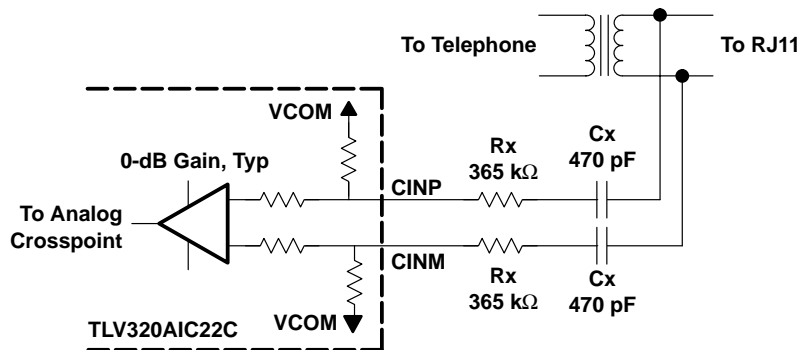 To Telephone
To RJ11
VCOM
Rx
365 kΩ
Cx
470 pF
0-dB Gain, Typ
CINP
To Analog
Crosspoint
CINM
Rx
365 kΩ
Cx
470 pF
VCOM
TLV320AIC22C